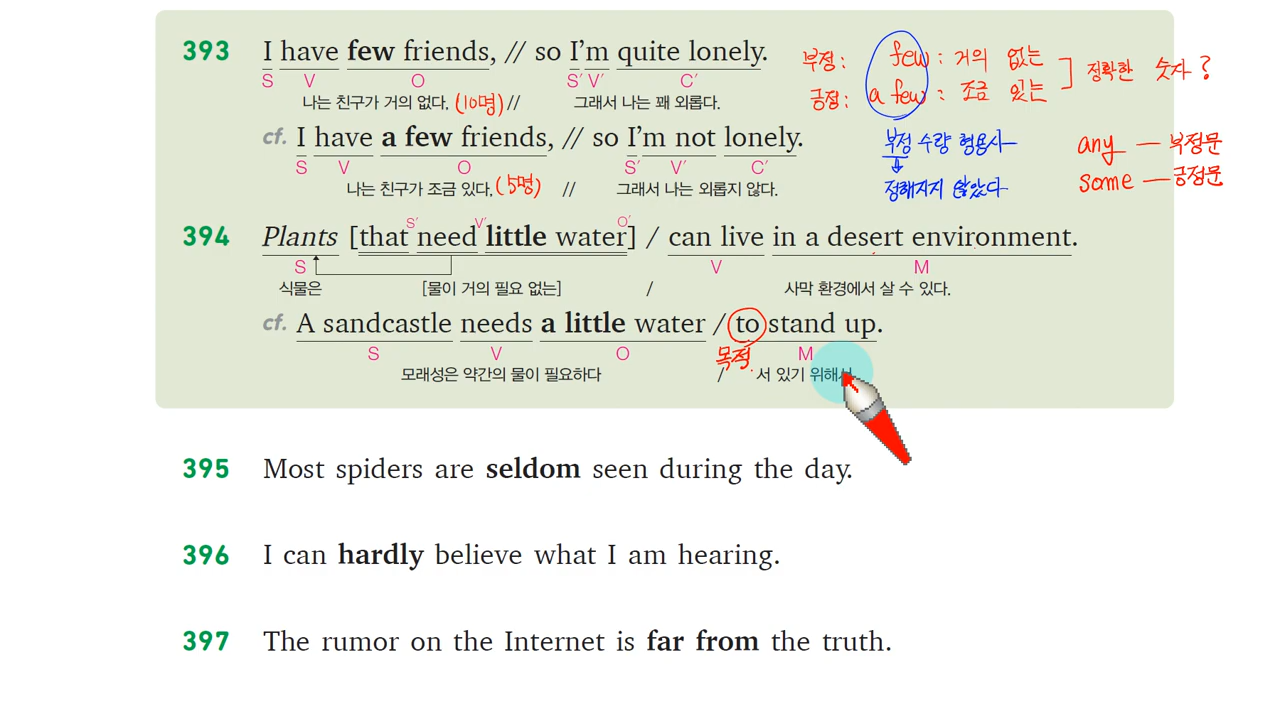 393 I have few friends, // so I'm quite lonely. 부정: few : 거의 없는
S V O S′ V′ C′ 긍정: a few : 조금 있는 ] 정확한 숫자?
나는 친구가 거의 없다. (10명) // 그래서 나는 꽤 외롭다.
cf. I have a few friends, // so I'm not lonely. 부정 수량 형용사 any — 부정문
S V O S′ V′ C′
나는 친구가 조금 있다. (5명) // 그래서 나는 외롭지 않다. 정해지지 않았다 some — 긍정문
S′ V′ O′
394 Plants [that need little water] / can live in a desert environment.
S V M
식물은 [물이 거의 필요 없는] / 사막 환경에서 살 수 있다.
cf. A sandcastle needs a little water / to stand up.
S V O 목적 M
모래성은 약간의 물이 필요하다 / 서 있기 위해서
395 Most spiders are seldom seen during the day.
396 I can hardly believe what I am hearing.
397 The rumor on the Internet is far from the truth.